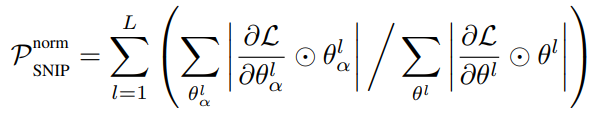 $\mathcal{P}_{\text{SNIP}}^{\text{norm}} = \sum_{l=1}^{L} \left( \sum_{\theta_{\alpha}^{l}} \left| \frac{\partial \mathcal{L}}{\partial \theta_{\alpha}^{l}} \odot \theta_{\alpha}^{l} \right| \Big/ \sum_{\theta^{l}} \left| \frac{\partial \mathcal{L}}{\partial \theta^{l}} \odot \theta^{l} \right| \right)$